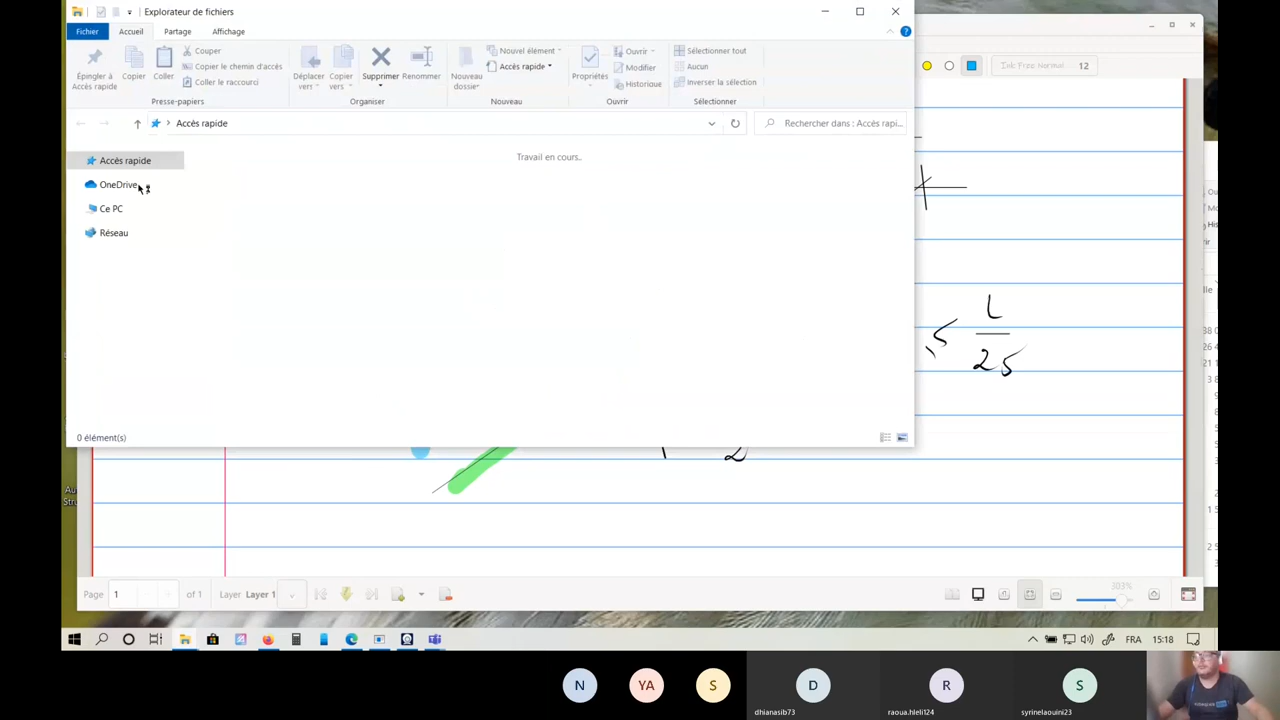 Explorateur de fichiers
Fichier Accueil Partage Affichage
Épingler à Accès rapide
Copier
Coller
Couper
Copier le chemin d'accès
Coller le raccourci
Presse-papiers
Déplacer vers
Copier vers
Supprimer
Renommer
Organiser
Nouveau dossier
Nouvel élément
Accès rapide
Nouveau
Propriétés
Ouvrir
Modifier
Historique
Ouvrir
Sélectionner tout
Aucun
Inverser la sélection
Sélectionner
Ink Free Normal 12
Accès rapide
Rechercher dans : Accès rapi...
Accès rapide
OneDrive
Ce PC
Réseau
Travail en cours..
0 élément(s)
≤ L
25
2
Page 1 of 1 Layer Layer 1
303%
FRA 15:18
N YA S D R S
dhianasib73 raoua.hleli124 syrinelaouini23